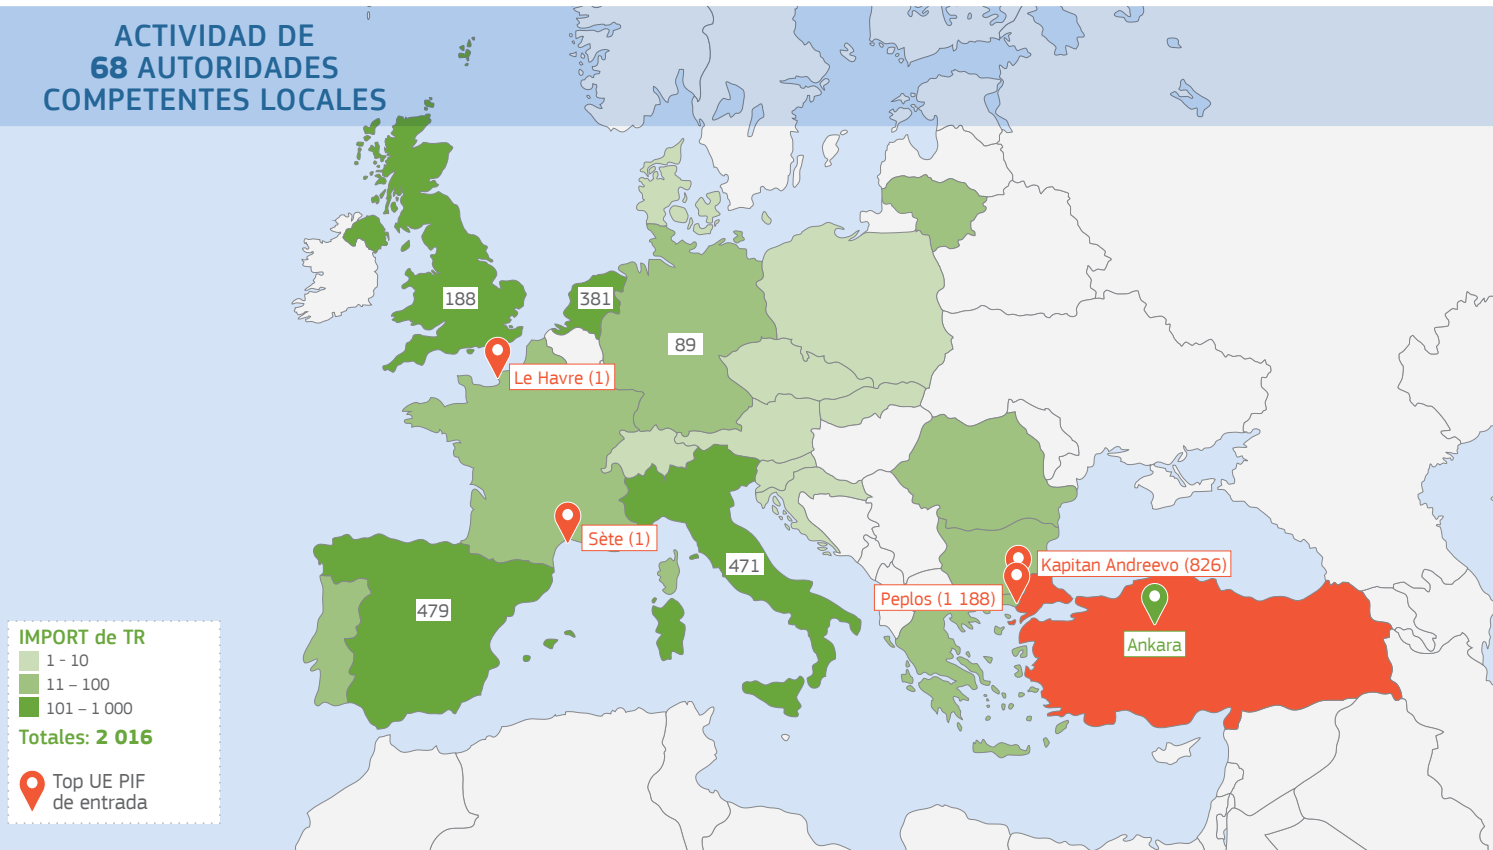 ACTIVIDAD DE
68 AUTORIDADES
COMPETENTES LOCALES
188
381
89
Le Havre (1)
Sète (1)
471
Kapitan Andreevo (826)
Peplos (1 188)
479
Ankara
IMPORT de TR
1 - 10
11 – 100
101 – 1 000
Totales: 2 016
Top UE PIF
de entrada